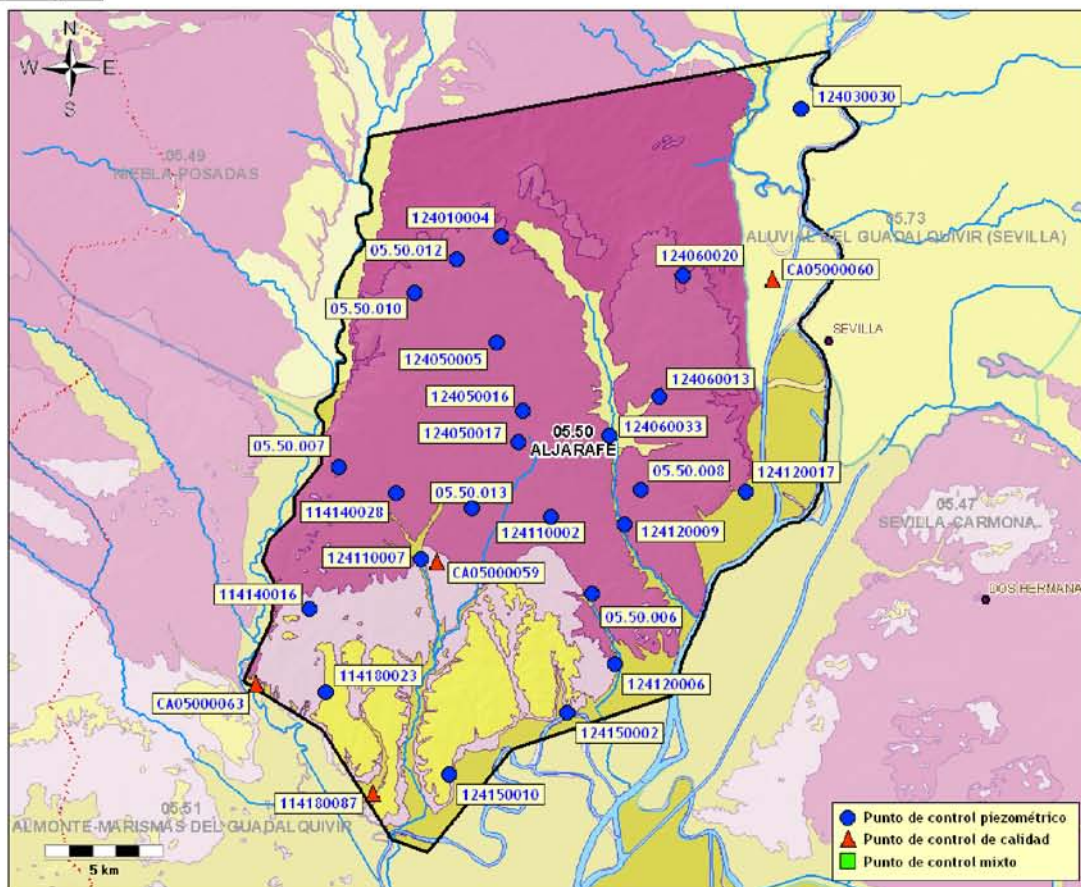 N
W E
S
124030030
05.49
NIEBLA-POSADAS
124010004
05.50.012
05.73
ALUVIAL DEL GUADALQUIVIR (SEVILLA)
124060020
CA05000060
05.50.010
SEVILLA
124050005
124060013
124050016
05.50
ALJARAFE
124060033
124050017
05.50.007
05.50.008
124120017
05.50.013
114140028
124110002
124120009
05.47
SEVILLA-CARMONA
124110007
CA05000059
114140016
05.50.006
DOS HERMANA
114180023
124120006
CA05000063
124150002
124150010
114180087
05.51
ALMONTE-MARISMAS DEL GUADALQUIVIR
5 km
Punto de control piezométrico
Punto de control de calidad
Punto de control mixto